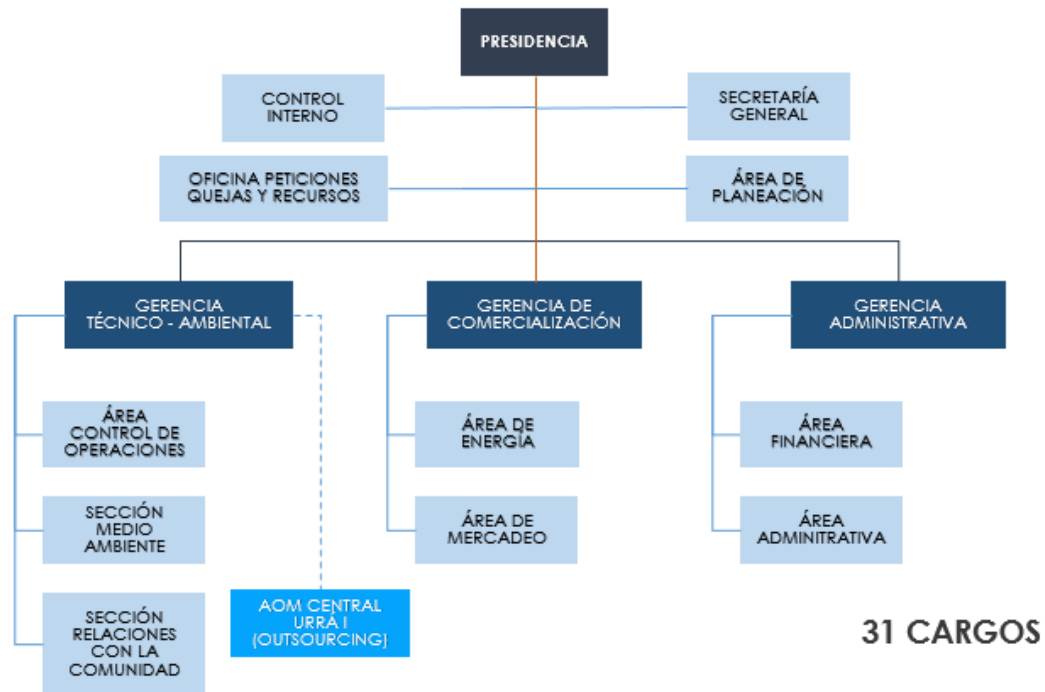 PRESIDENCIA
CONTROL
INTERNO
SECRETARÍA
GENERAL
OFICINA PETICIONES
QUEJAS Y RECURSOS
ÁREA DE
PLANEACIÓN
GERENCIA
TÉCNICO - AMBIENTAL
GERENCIA DE
COMERCIALIZACIÓN
GERENCIA
ADMINISTRATIVA
ÁREA
CONTROL DE
OPERACIONES
ÁREA DE
ENERGÍA
ÁREA
FINANCIERA
SECCIÓN
MEDIO
AMBIENTE
ÁREA DE
MERCADEO
ÁREA
ADMINITRATIVA
SECCIÓN
RELACIONES
CON LA
COMUNIDAD
AOM CENTRAL
URRÁ I
(OUTSOURCING)
31 CARGOS